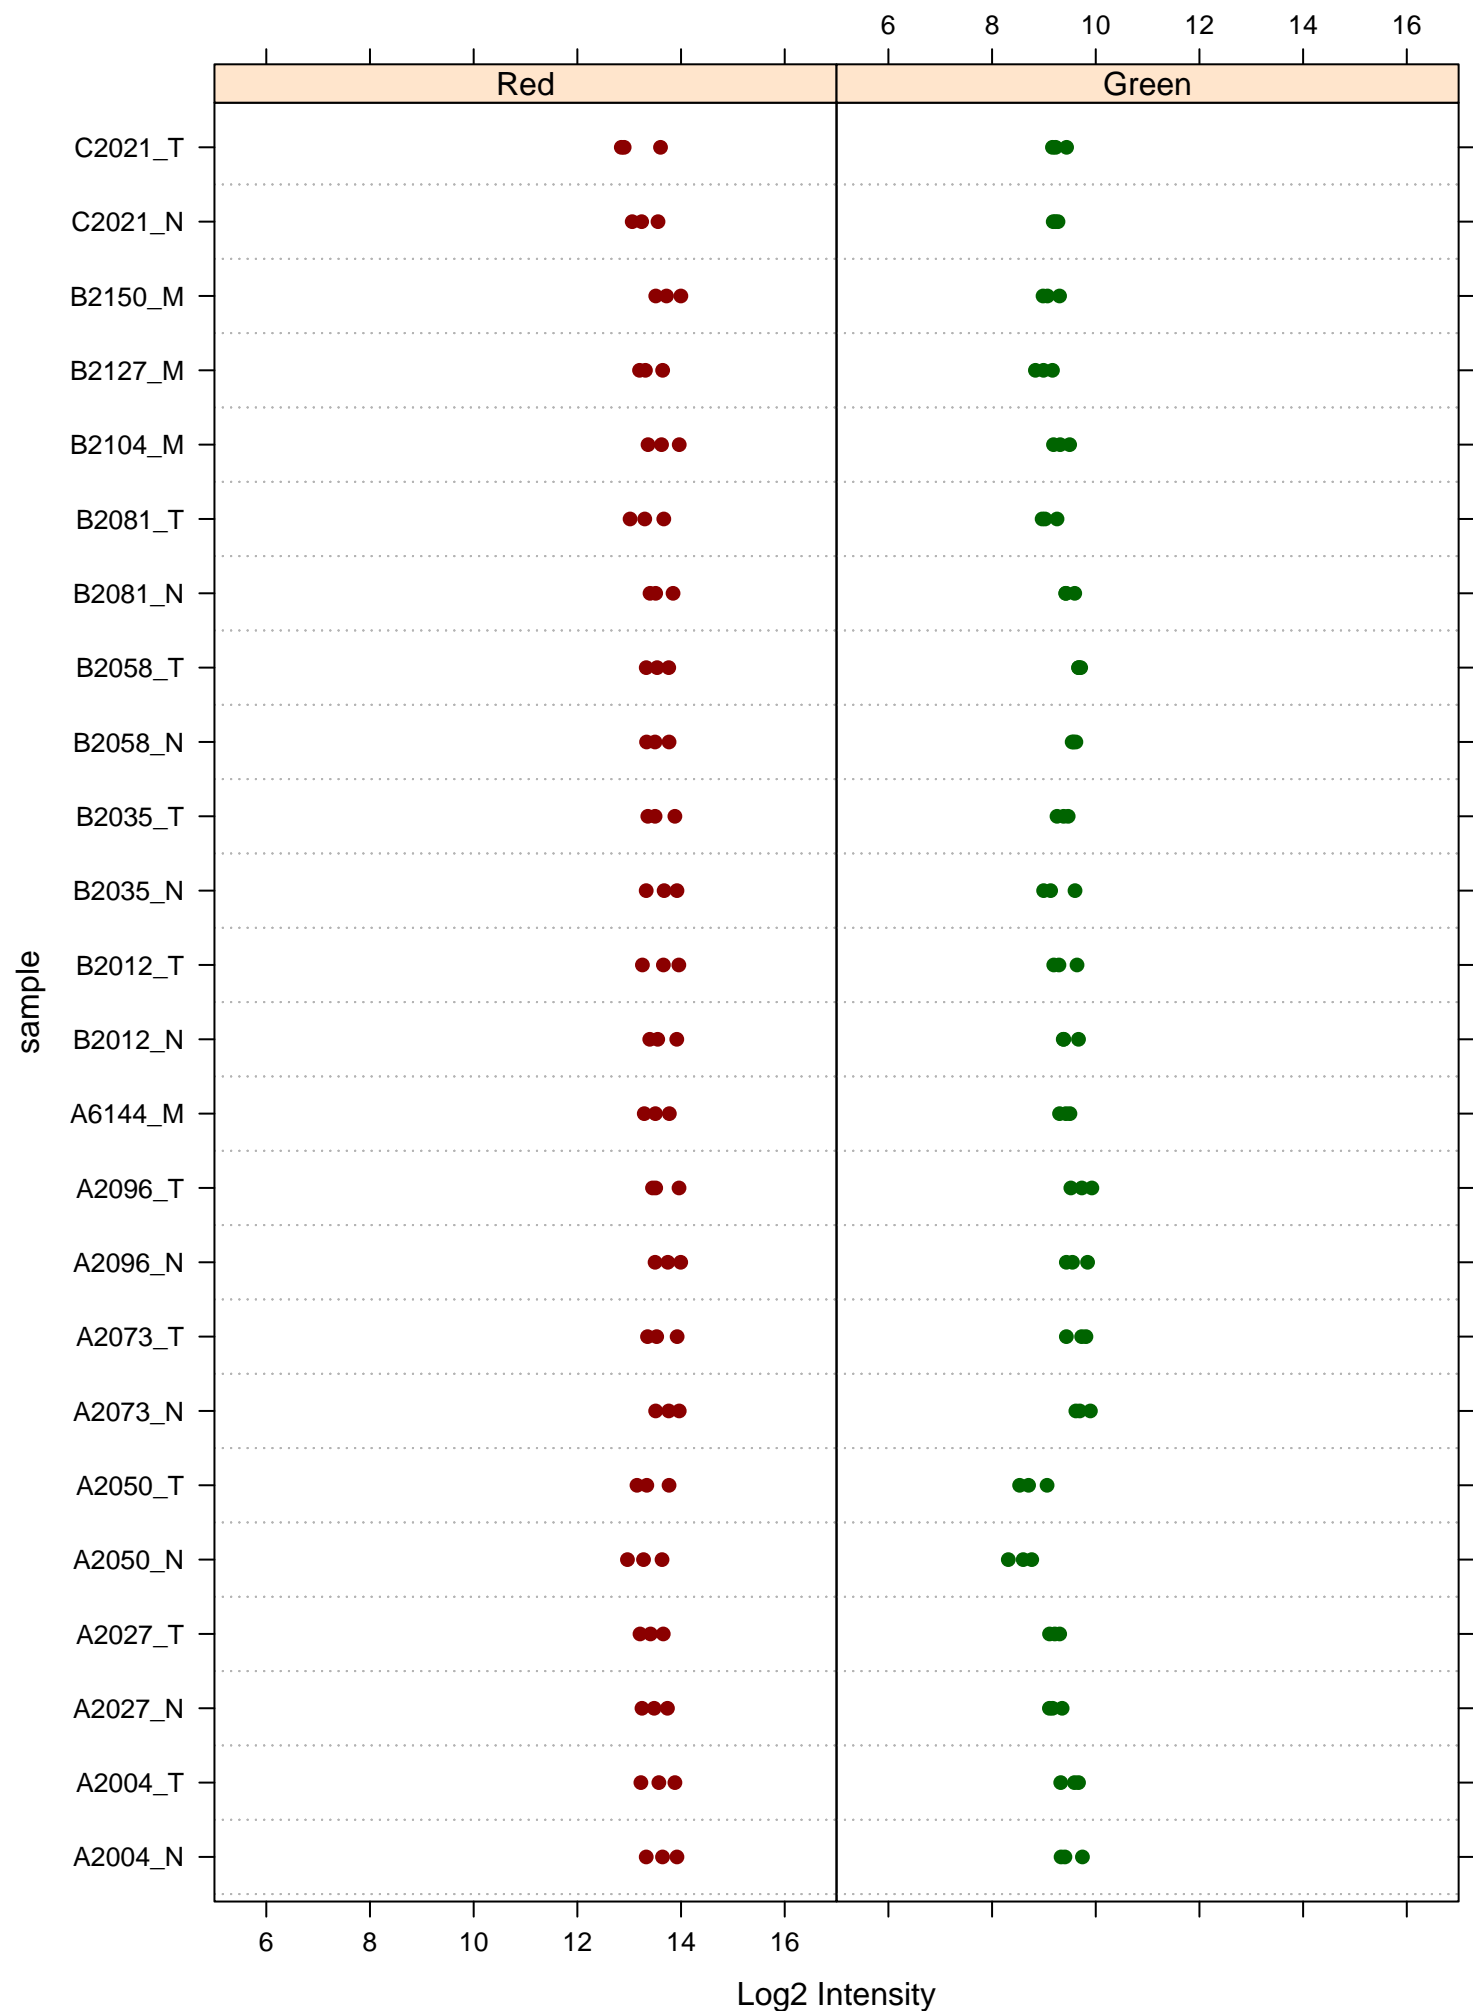 6 8 10 12 14 16
Red Green
C2021_T
C2021_N
B2150_M
B2127_M
B2104_M
B2081_T
B2081_N
B2058_T
B2058_N
B2035_T
B2035_N
B2012_T
B2012_N
A6144_M
A2096_T
A2096_N
A2073_T
A2073_N
A2050_T
A2050_N
A2027_T
A2027_N
A2004_T
A2004_N
sample
6 8 10 12 14 16
Log2 Intensity